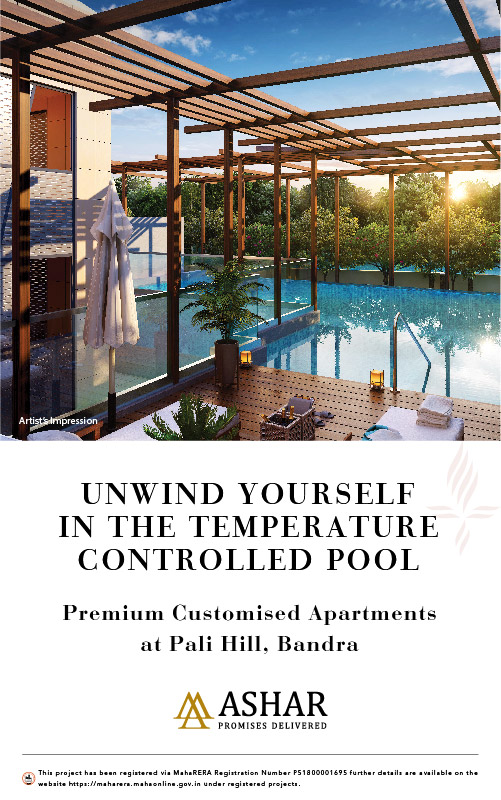 Artist's Impression
UNWIND YOURSELF
IN THE TEMPERATURE
CONTROLLED POOL
Premium Customised Apartments
at Pali Hill, Bandra
ASHAR
PROMISES DELIVERED
This project has been registered via MahaRERA Registration Number P51800001695 further details are available on the
website https://maharera.mahaonline.gov.in under registered projects.